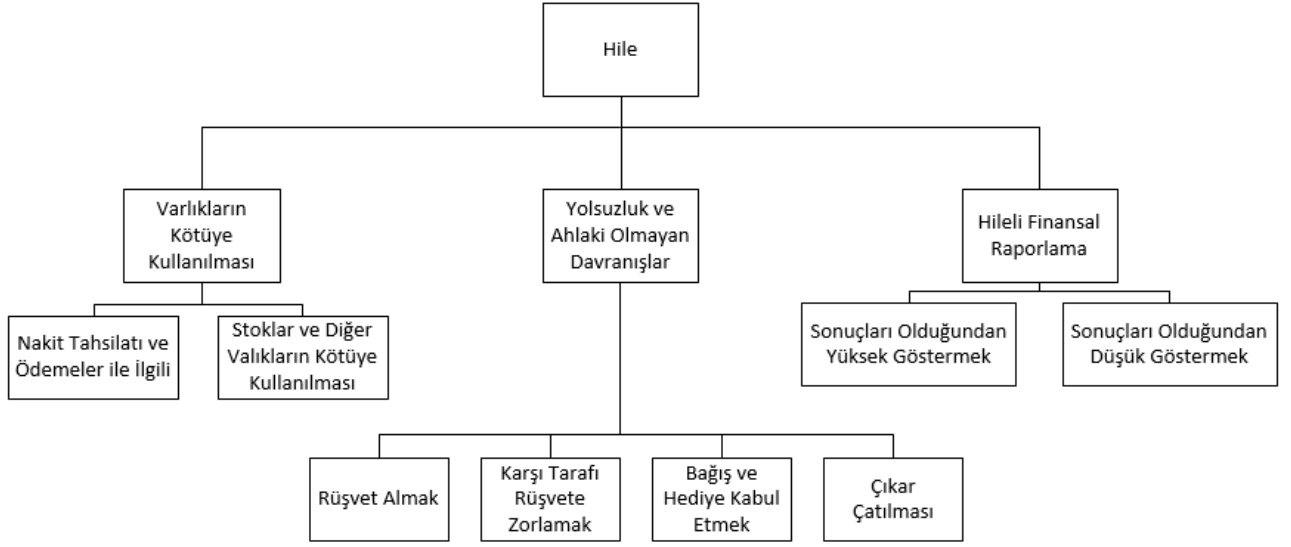 Hile
Varlıkların
Kötüye
Kullanılması
Yolsuzluk ve
Ahlaki Olmayan
Davranışlar
Hileli Finansal
Raporlama
Nakit Tahsilatı ve
Ödemeler ile İlgili
Stoklar ve Diğer
Valıkların Kötüye
Kullanılması
Sonuçları Olduğundan
Yüksek Göstermek
Sonuçları Olduğundan
Düşük Göstermek
Rüşvet Almak
Karşı Tarafı
Rüşvete
Zorlamak
Bağış ve
Hediye Kabul
Etmek
Çıkar
Çatılması